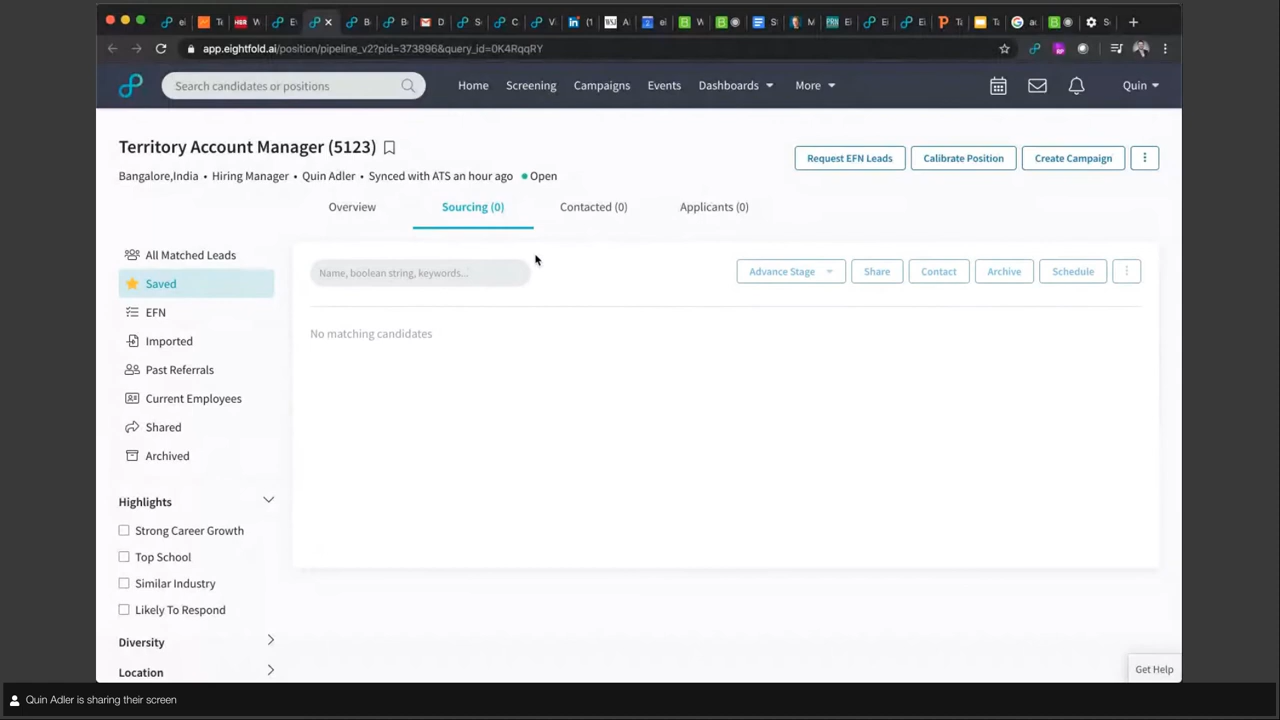 app.eightfold.ai/position/pipeline_v2?pid=373896&query_id=0K4RqqRY
Search candidates or positions
Home
Screening
Campaigns
Events
Dashboards
More
Quin
Territory Account Manager (5123)
Bangalore,India • Hiring Manager • Quin Adler • Synced with ATS an hour ago • Open
Request EFN Leads
Calibrate Position
Create Campaign
Overview
Sourcing (0)
Contacted (0)
Applicants (0)
All Matched Leads
Saved
EFN
Imported
Past Referrals
Current Employees
Shared
Archived
Name, boolean string, keywords...
Advance Stage
Share
Contact
Archive
Schedule
No matching candidates
Highlights
Strong Career Growth
Top School
Similar Industry
Likely To Respond
Diversity
Location
Get Help
Quin Adler is sharing their screen